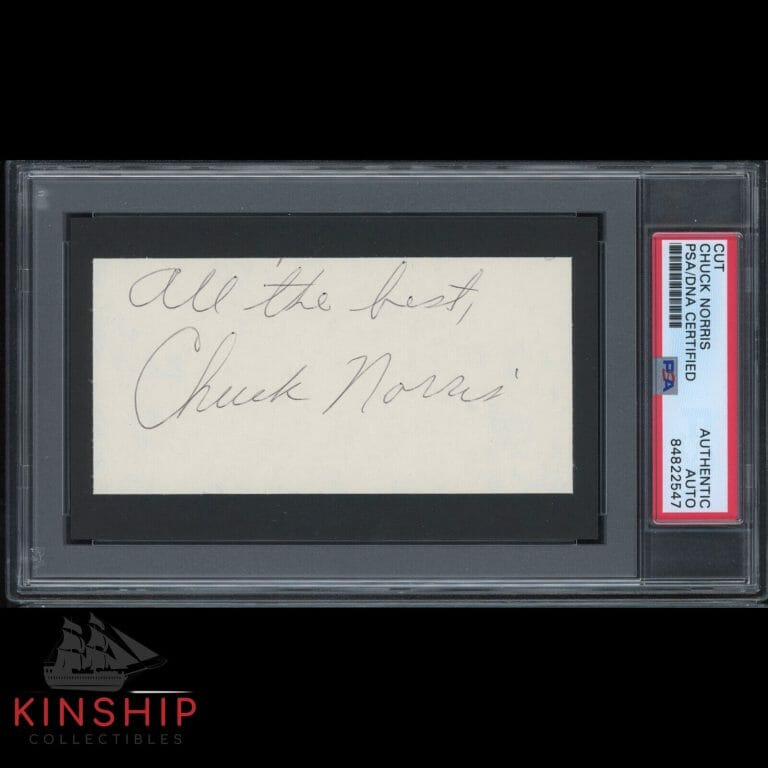 All the best,
Chuck Norris
CUT
CHUCK NORRIS
PSA/DNA CERTIFIED
PSA
AUTHENTIC
AUTO
84822547
KINSHIP
COLLECTIBLES